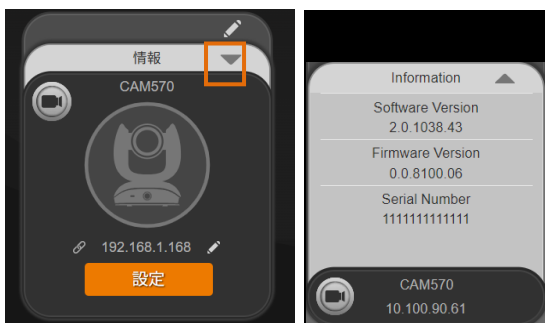 情報
CAM570
192.168.1.168
設定
Information
Software Version
2.0.1038.43
Firmware Version
0.0.8100.06
Serial Number
1111111111111
CAM570
10.100.90.61